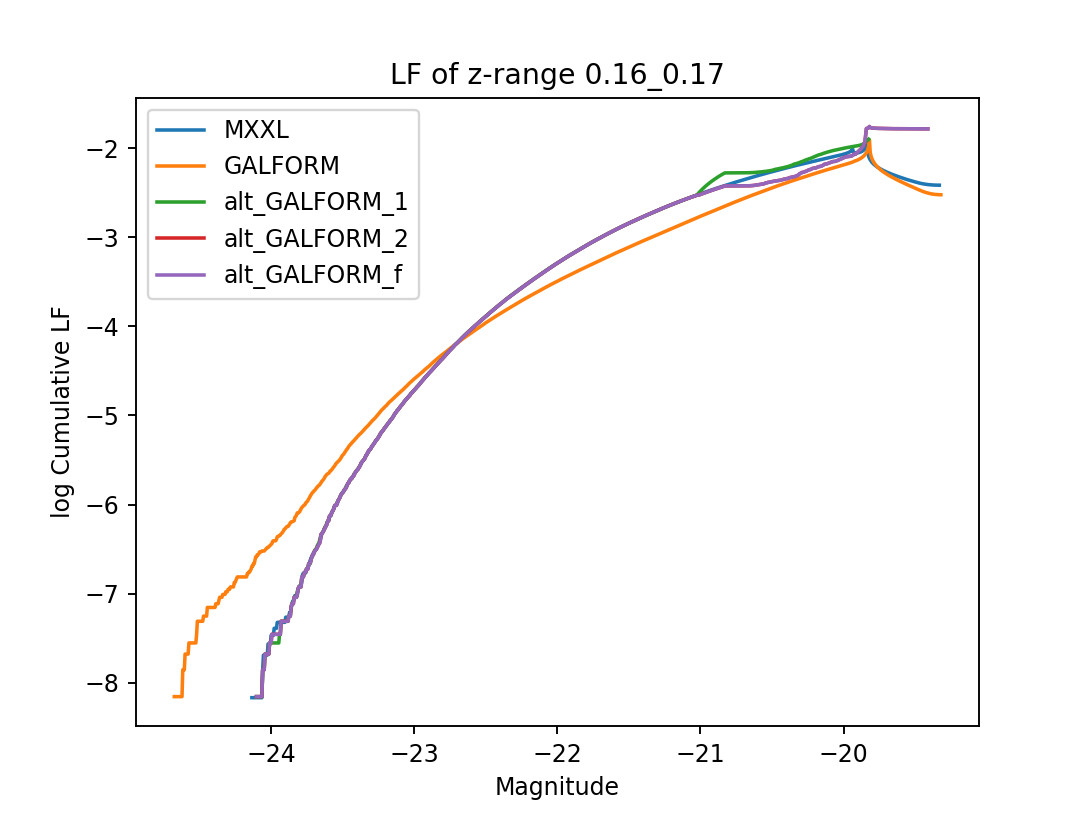 LF of z-range 0.16_0.17
MXXL
GALFORM
alt_GALFORM_1
alt_GALFORM_2
alt_GALFORM_f
log Cumulative LF
−2
−3
−4
−5
−6
−7
−8
−24 −23 −22 −21 −20
Magnitude